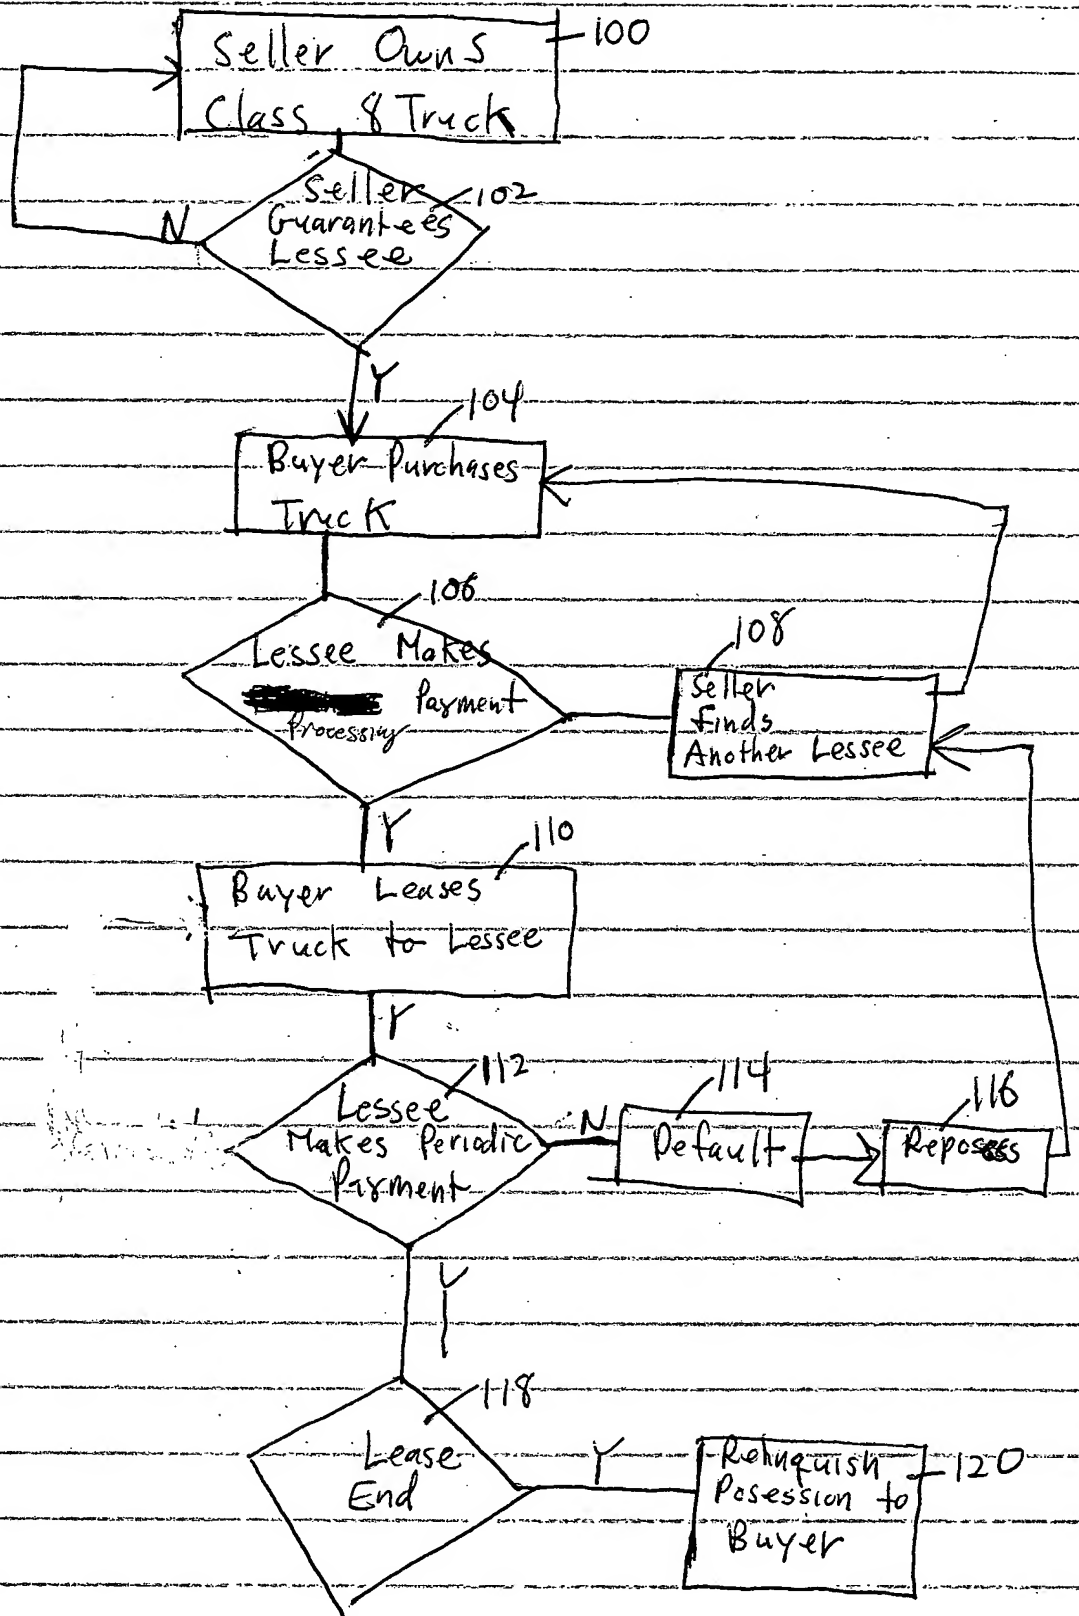 Seller Owns
Class 8 Truck
100
Seller
Guarantees
Lessee
102
N
Y
104
Buyer Purchases
Truck
106
Lessee Makes
Payment
Processing
108
Seller
Finds
Another Lessee
Y
110
Buyer Leases
Truck to Lessee
Y
112
Lessee
Makes Periodic
Payment
N
114
Default
116
Reposess
Y
118
Lease
End
Y
Relinquish
Posession to
Buyer
120